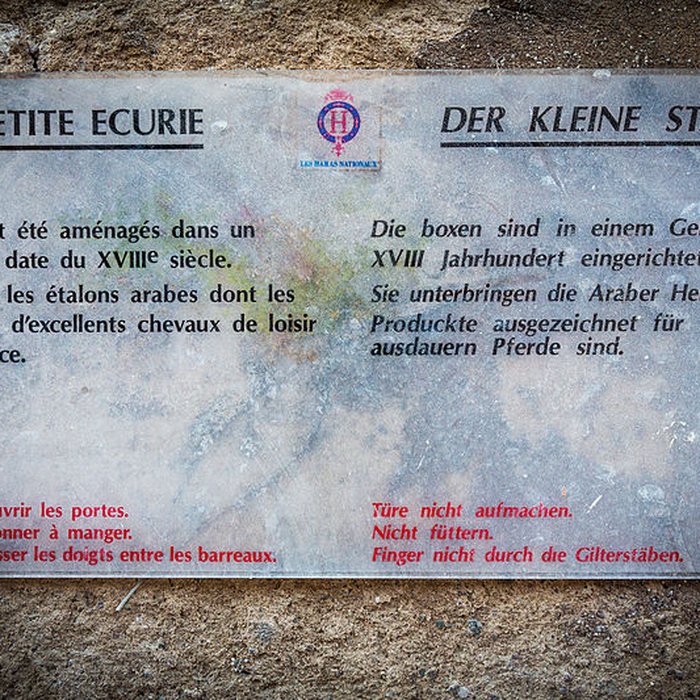 ETITE ECURIE
H
LES HARAS NATIONAUX
DER KLEINE ST
t été aménagés dans un
date du XVIIIe siècle.
les étalons arabes dont les
d'excellents chevaux de loisir
ce.
Die boxen sind in einem Ge
XVIII Jahrhundert eingerichtet
Sie unterbringen die Araber He
Produckte ausgezeichnet für
ausdauern Pferde sind.
uvrir les portes.
onner à manger.
sser les doigts entre les barreaux.
Türe nicht aufmachen.
Nicht füttern.
Finger nicht durch die Gilterstäben.